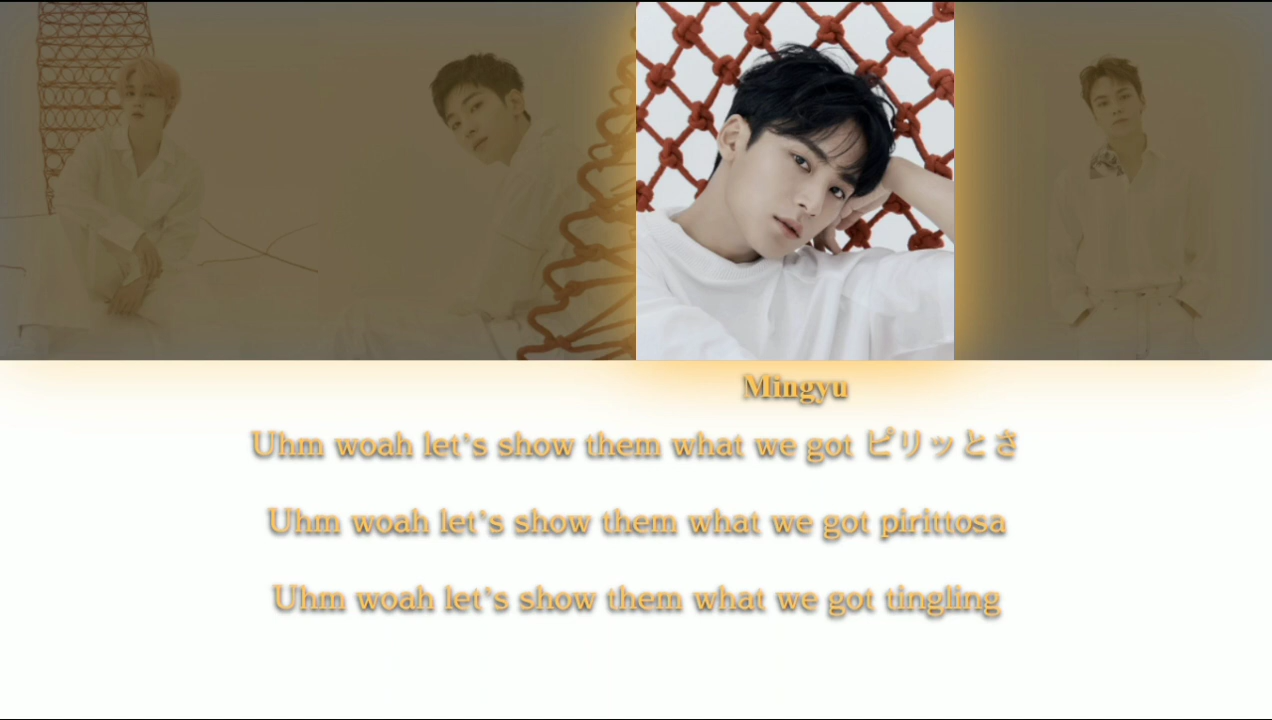 Mingyu
Uhm woah let's show them what we got ピリッとさ
Uhm woah let's show them what we got pirittosa
Uhm woah let's show them what we got tingling